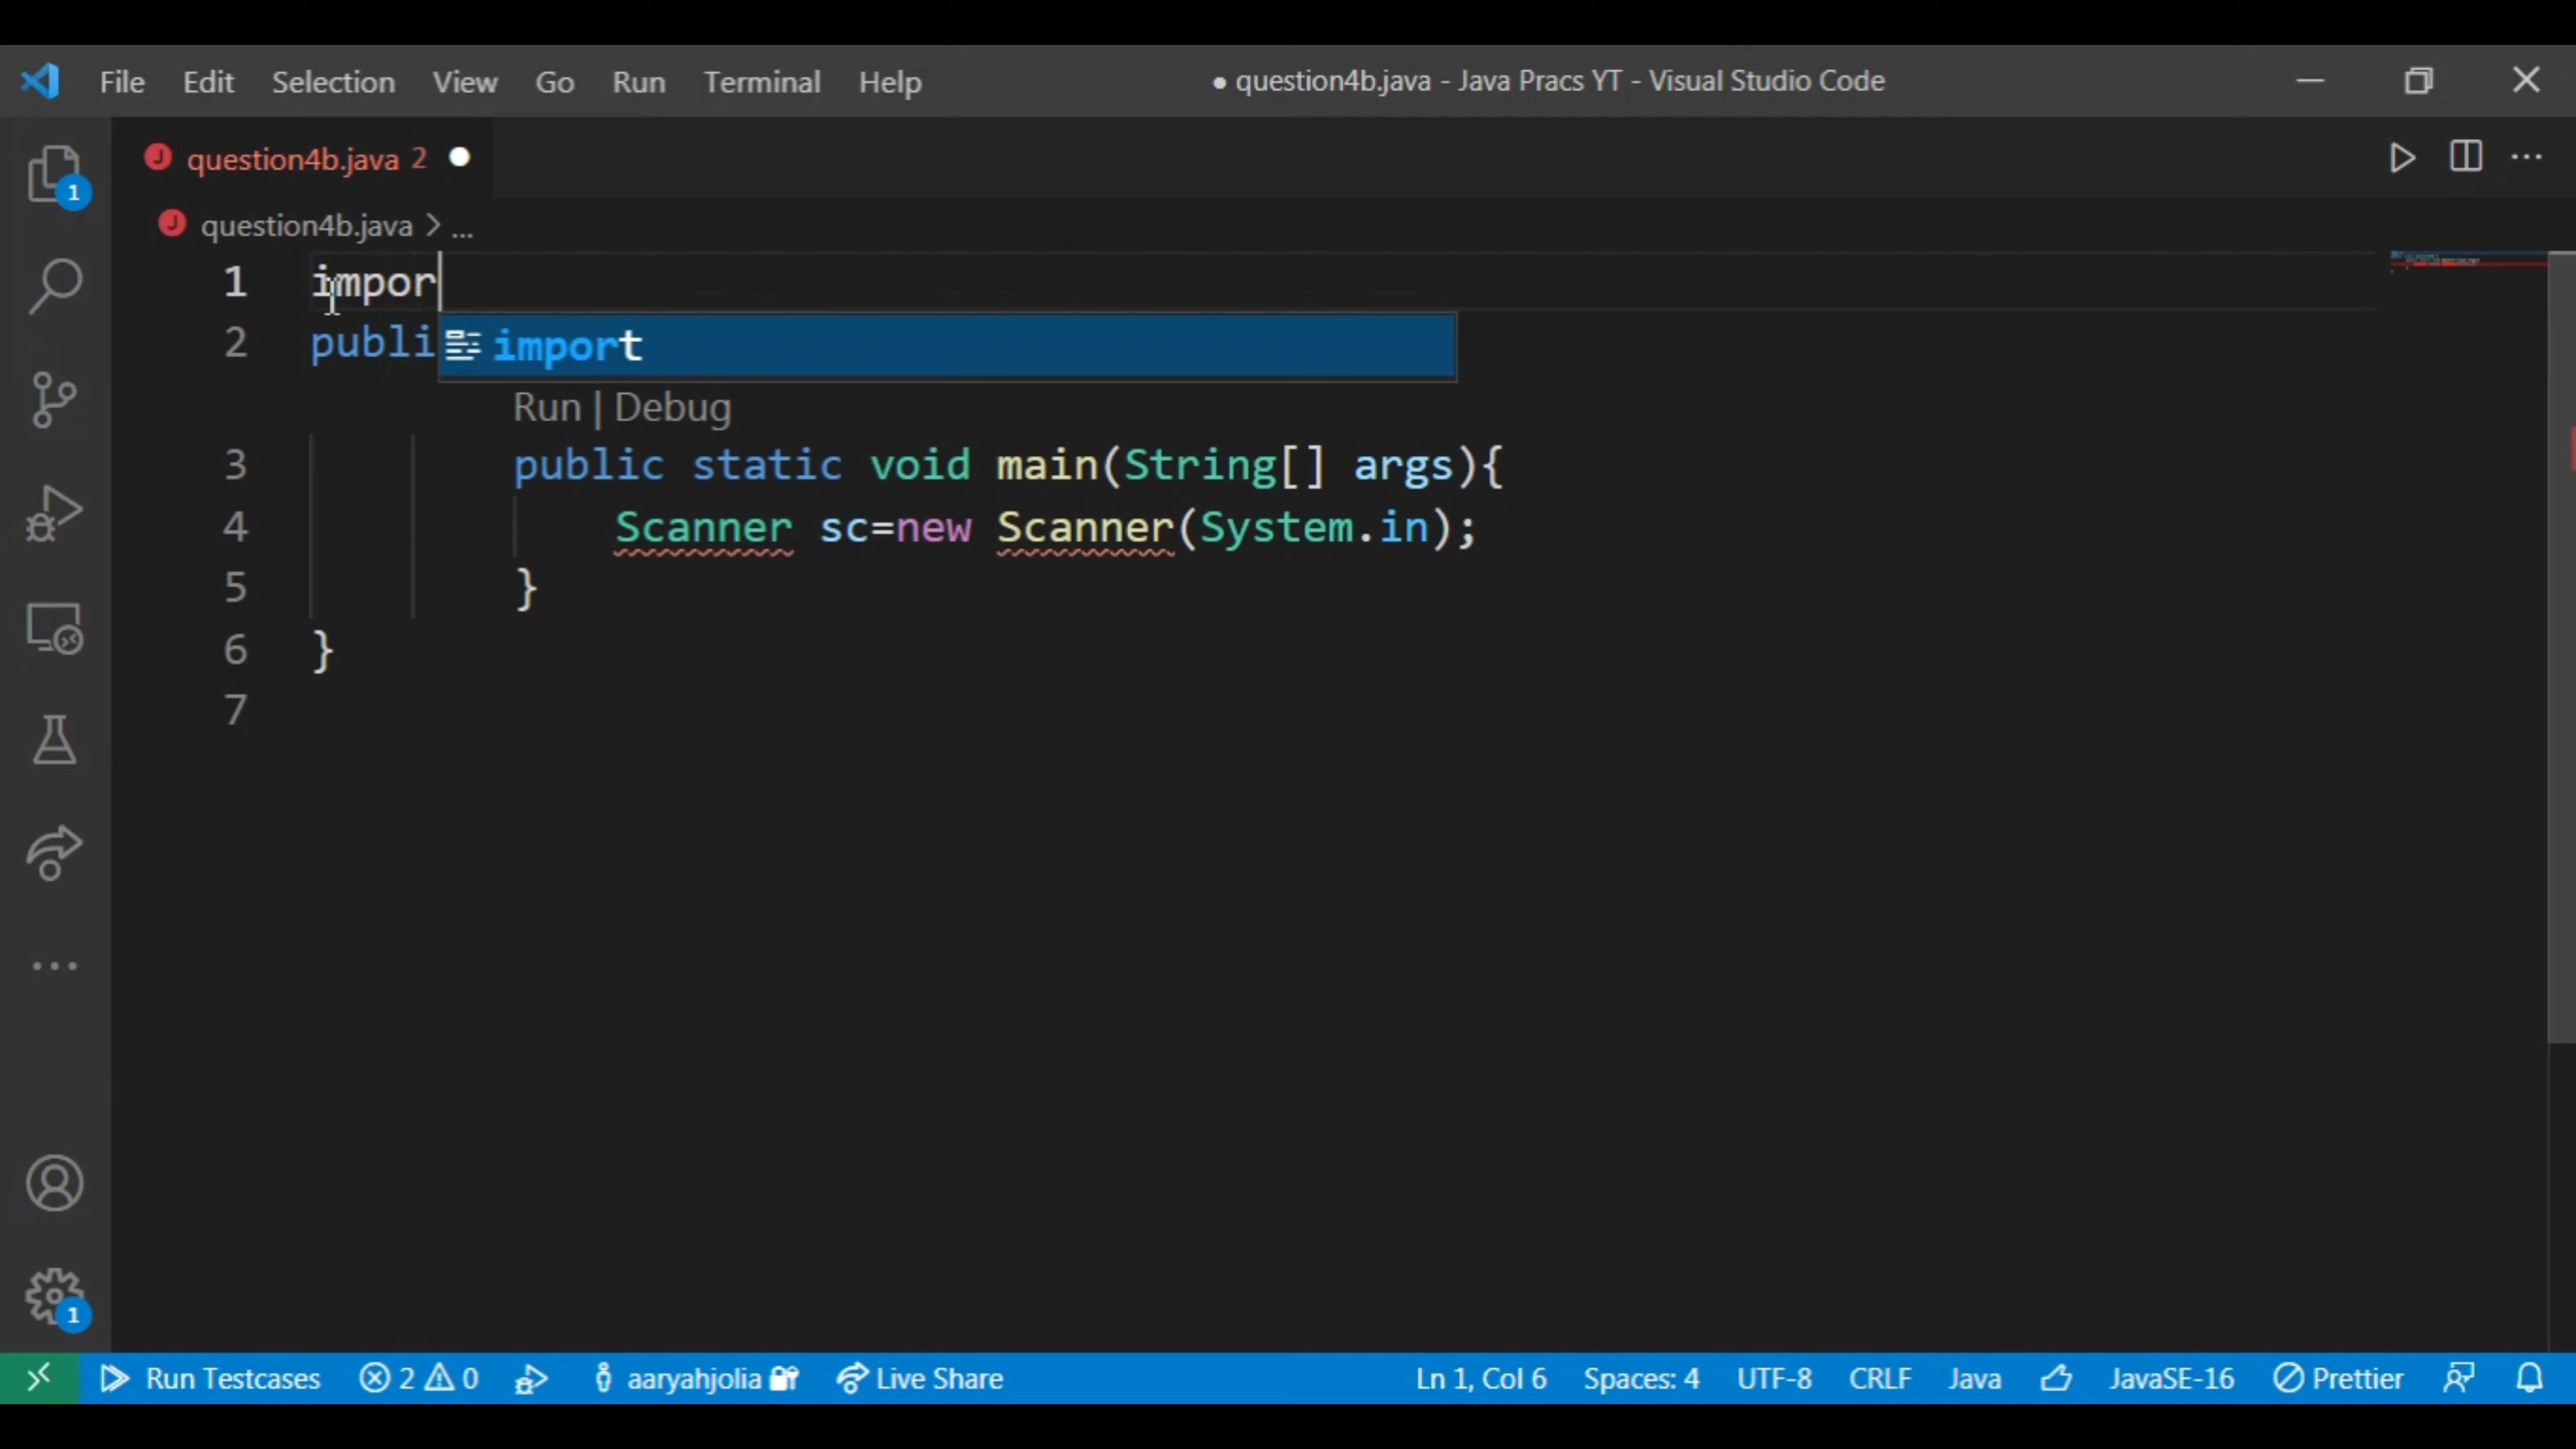 File Edit Selection View Go Run Terminal Help ● question4b.java - Java Pracs YT - Visual Studio Code
J question4b.java 2
J question4b.java > ...
1 impor
2 publi import
Run | Debug
3 public static void main(String[] args){
4 Scanner sc=new Scanner(System.in);
5 }
6 }
7
1
1
Run Testcases 2 0 aaryahjolia Live Share Ln 1, Col 6 Spaces: 4 UTF-8 CRLF Java JavaSE-16 Prettier